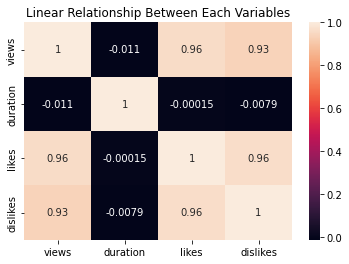 Linear Relationship Between Each Variables
views 1 -0.011 0.96 0.93
duration -0.011 1 -0.00015 -0.0079
likes 0.96 -0.00015 1 0.96
dislikes 0.93 -0.0079 0.96 1
views duration likes dislikes
1.0
0.8
0.6
0.4
0.2
0.0